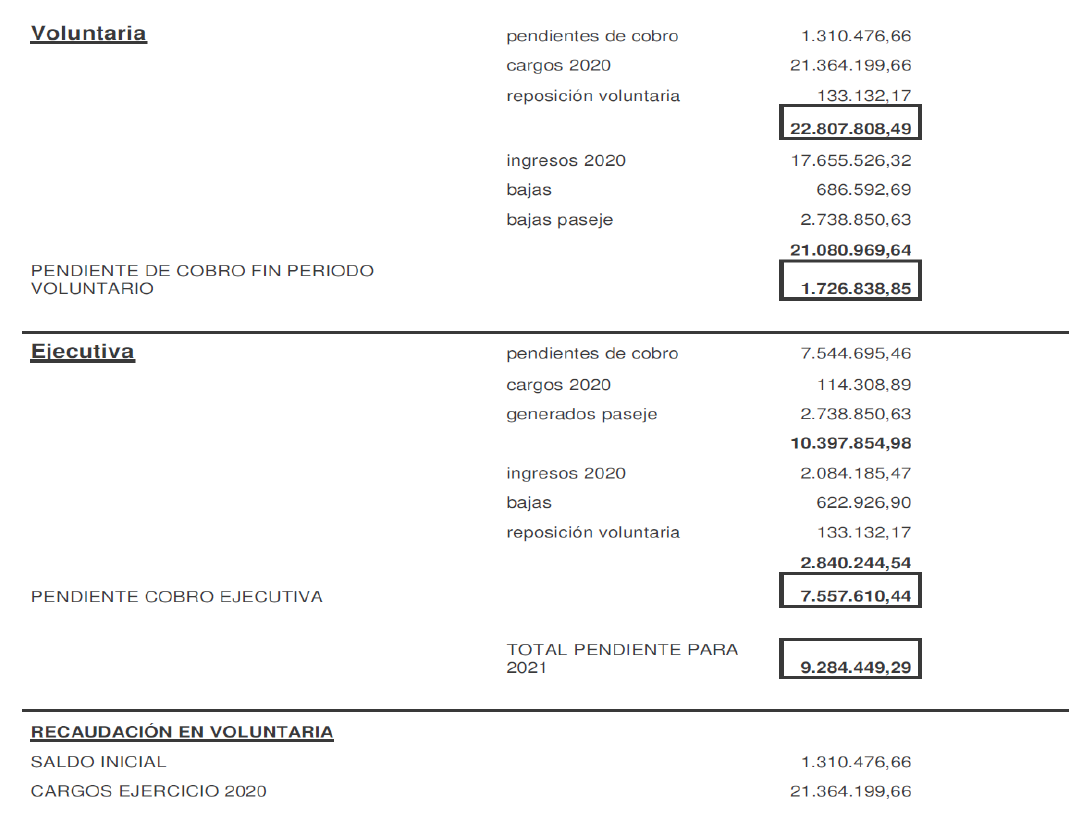 Voluntaria pendientes de cobro 1.310.476,66
cargos 2020 21.364.199,66
reposición voluntaria 133.132,17
22.807.808,49
ingresos 2020 17.655.526,32
bajas 686.592,69
bajas paseje 2.738.850,63
21.080.969,64
PENDIENTE DE COBRO FIN PERIODO
VOLUNTARIO 1.726.838,85
Ejecutiva pendientes de cobro 7.544.695,46
cargos 2020 114.308,89
generados paseje 2.738.850,63
10.397.854,98
ingresos 2020 2.084.185,47
bajas 622.926,90
reposición voluntaria 133.132,17
2.840.244,54
PENDIENTE COBRO EJECUTIVA 7.557.610,44
TOTAL PENDIENTE PARA
2021 9.284.449,29
RECAUDACIÓN EN VOLUNTARIA
SALDO INICIAL 1.310.476,66
CARGOS EJERCICIO 2020 21.364.199,66